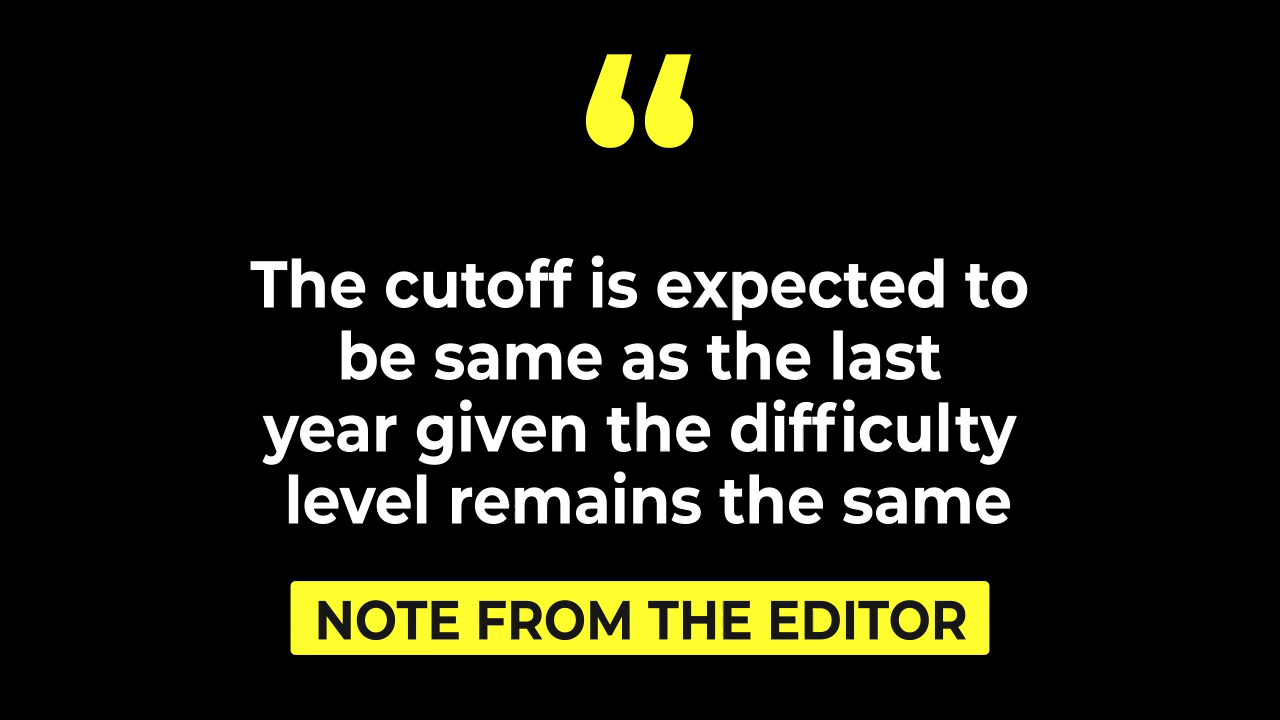 “
The cutoff is expected to
be same as the last
year given the difficulty
level remains the same
NOTE FROM THE EDITOR